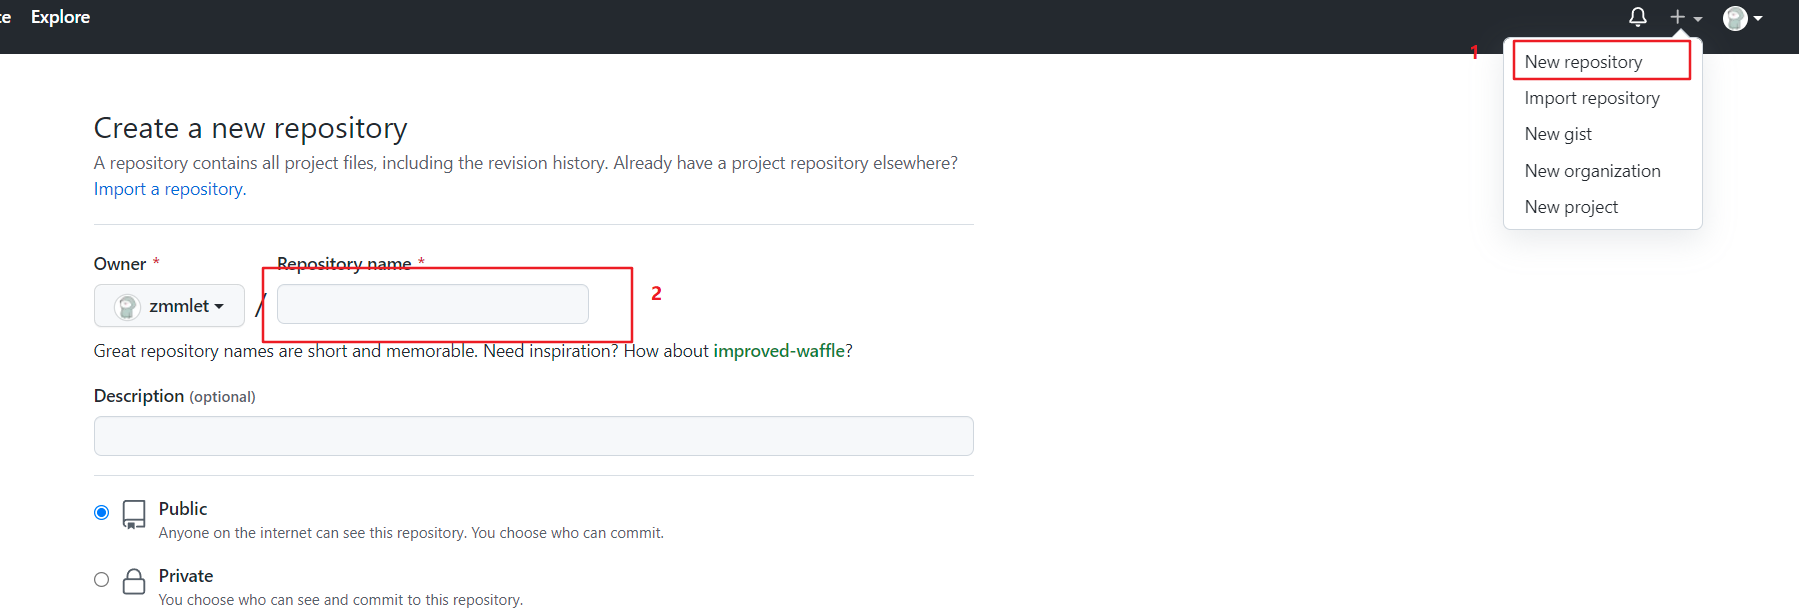 te Explore
1
New repository
Import repository
New gist
New organization
New project
Create a new repository
A repository contains all project files, including the revision history. Already have a project repository elsewhere?
Import a repository.
Owner * Repository name *
zmmlet / 2
Great repository names are short and memorable. Need inspiration? How about improved-waffle?
Description (optional)
Public
Anyone on the internet can see this repository. You choose who can commit.
Private
You choose who can see and commit to this repository.